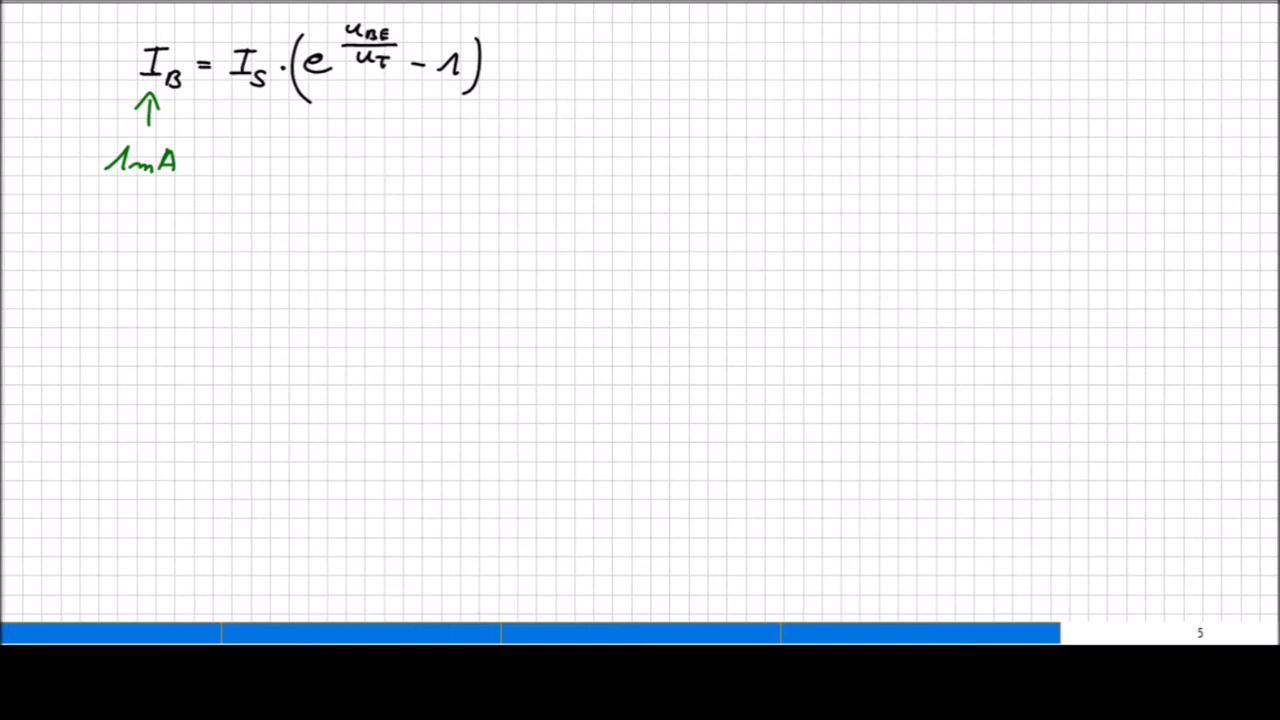 I_B = I_S · (e^(u_BE/u_T) - 1)
↑
1mA
5